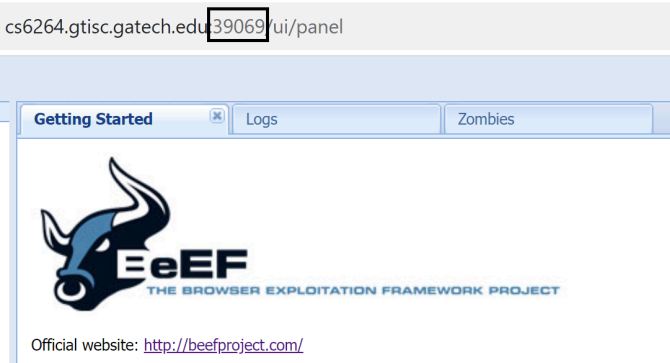 cs6264.gtisc.gatech.edu:39069/ui/panel
Getting Started Logs Zombies
BeEF
THE BROWSER EXPLOITATION FRAMEWORK PROJECT
Official website: http://beefproject.com/